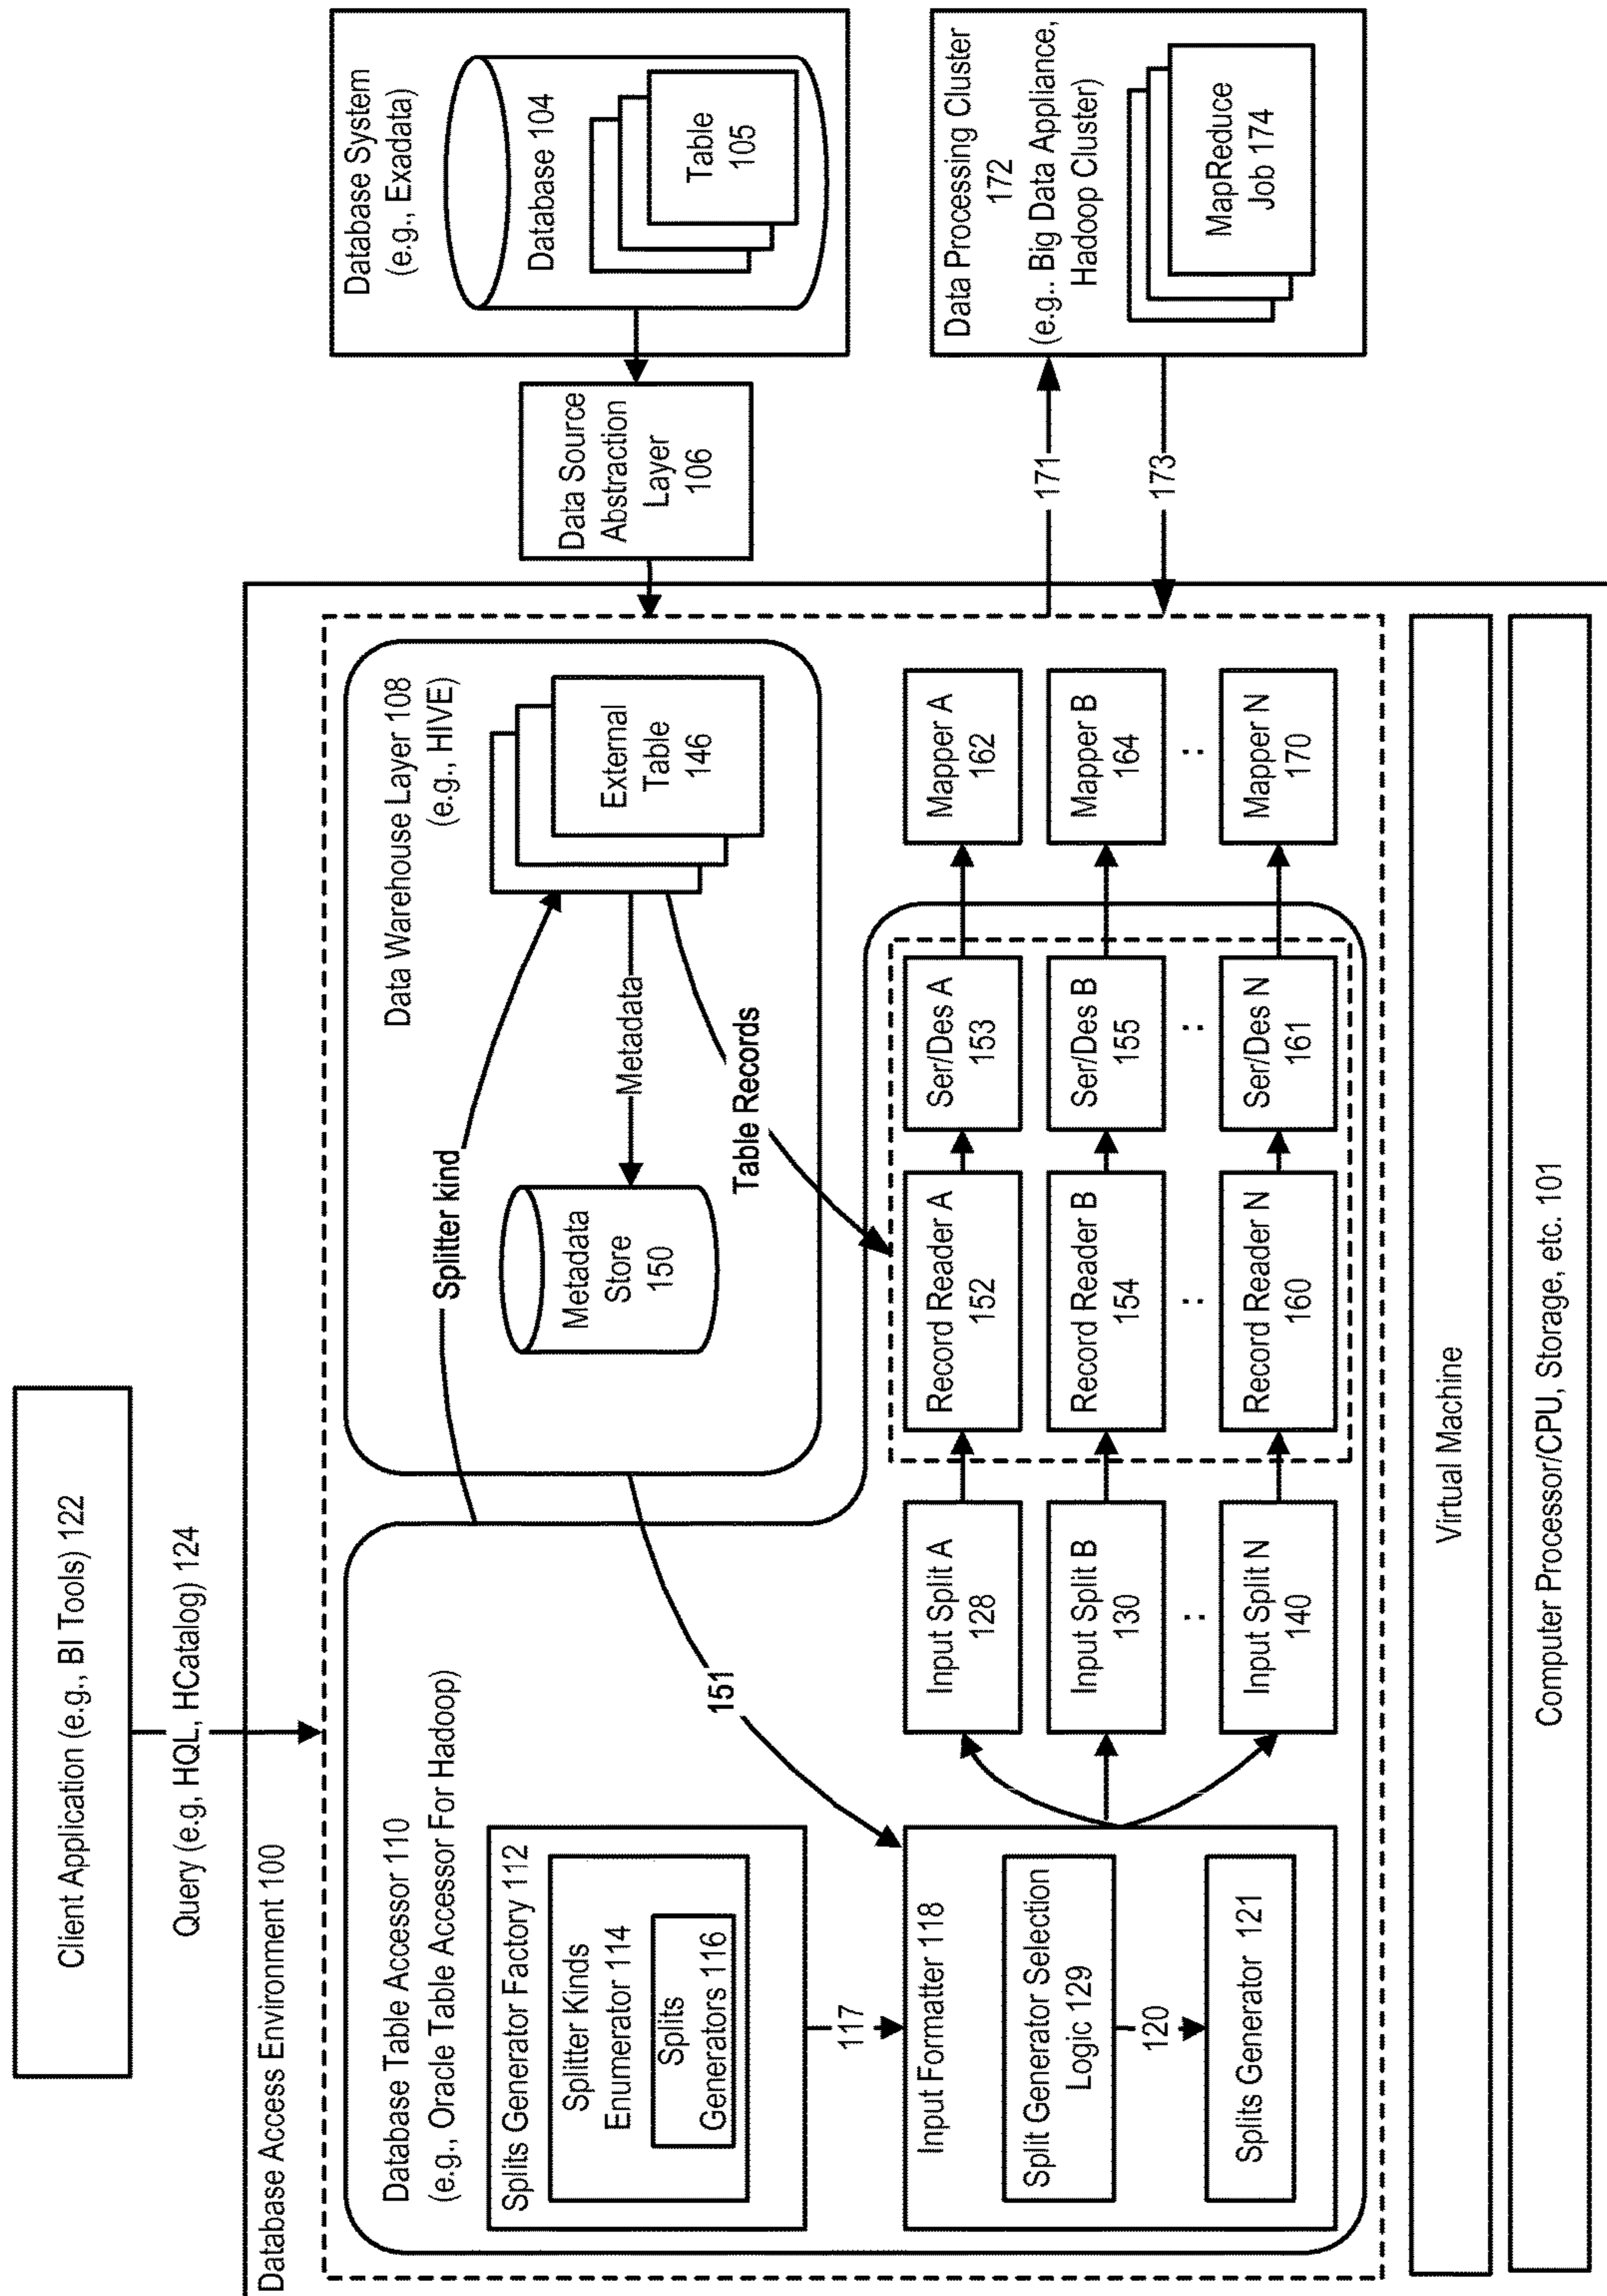 Client Application (e.g., BI Tools) 122
Query (e.g, HQL, HCatalog) 124
Database Access Environment 100
Database Table Accessor 110
(e.g., Oracle Table Accessor For Hadoop)
Splits Generator Factory 112
Splitter Kinds
Enumerator 114
Splits
Generators 116
117
Input Formatter 118
Split Generator Selection
Logic 129
120
Splits Generator 121
Splitter kind
151
Data Warehouse Layer 108
(e.g., HIVE)
Metadata
Store
150
Metadata
External
Table
146
Table Records
Input Split A
128
Record Reader A
152
Ser/Des A
153
Mapper A
162
Input Split B
130
Record Reader B
154
Ser/Des B
155
Mapper B
164
:
:
:
:
Input Split N
140
Record Reader N
160
Ser/Des N
161
Mapper N
170
Virtual Machine
Computer Processor/CPU, Storage, etc. 101
Data Source
Abstraction
Layer
106
Database System
(e.g., Exadata)
Database 104
Table
105
171
173
Data Processing Cluster
172
(e.g.. Big Data Appliance,
Hadoop Cluster)
MapReduce
Job 174